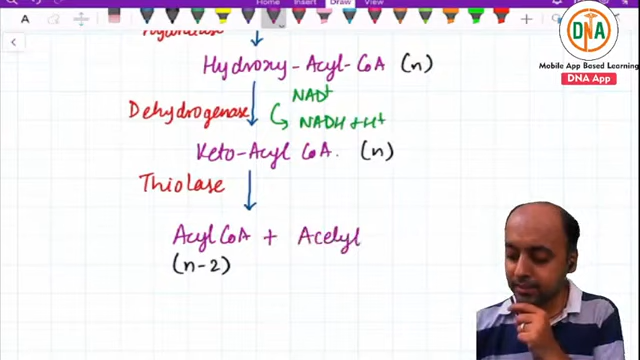 Home Insert Draw View
DNA
Mobile App Based Learning
DNA App
Hydratase
Hydroxy-Acyl-CoA (n)
Dehydrogenase NAD+
NADH + H+
Keto-Acyl CoA. (n)
Thiolase
Acyl CoA + Acetyl
(n-2)